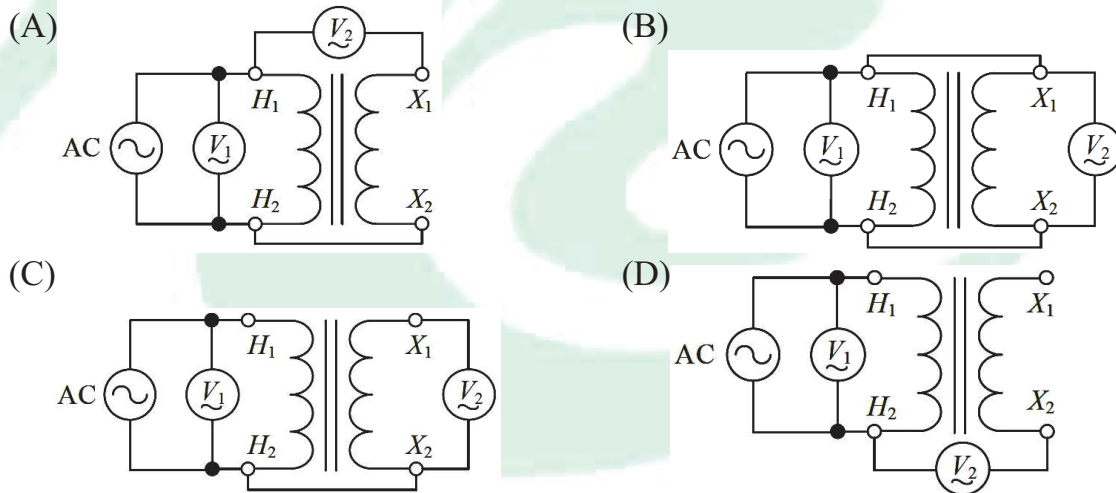 (A)
V₂
H₁
X₁
AC
V₁
H₂
X₂
(B)
H₁
X₁
AC
V₁
V₂
H₂
X₂
(C)
H₁
X₁
AC
V₁
V₂
H₂
X₂
(D)
H₁
X₁
AC
V₁
H₂
X₂
V₂